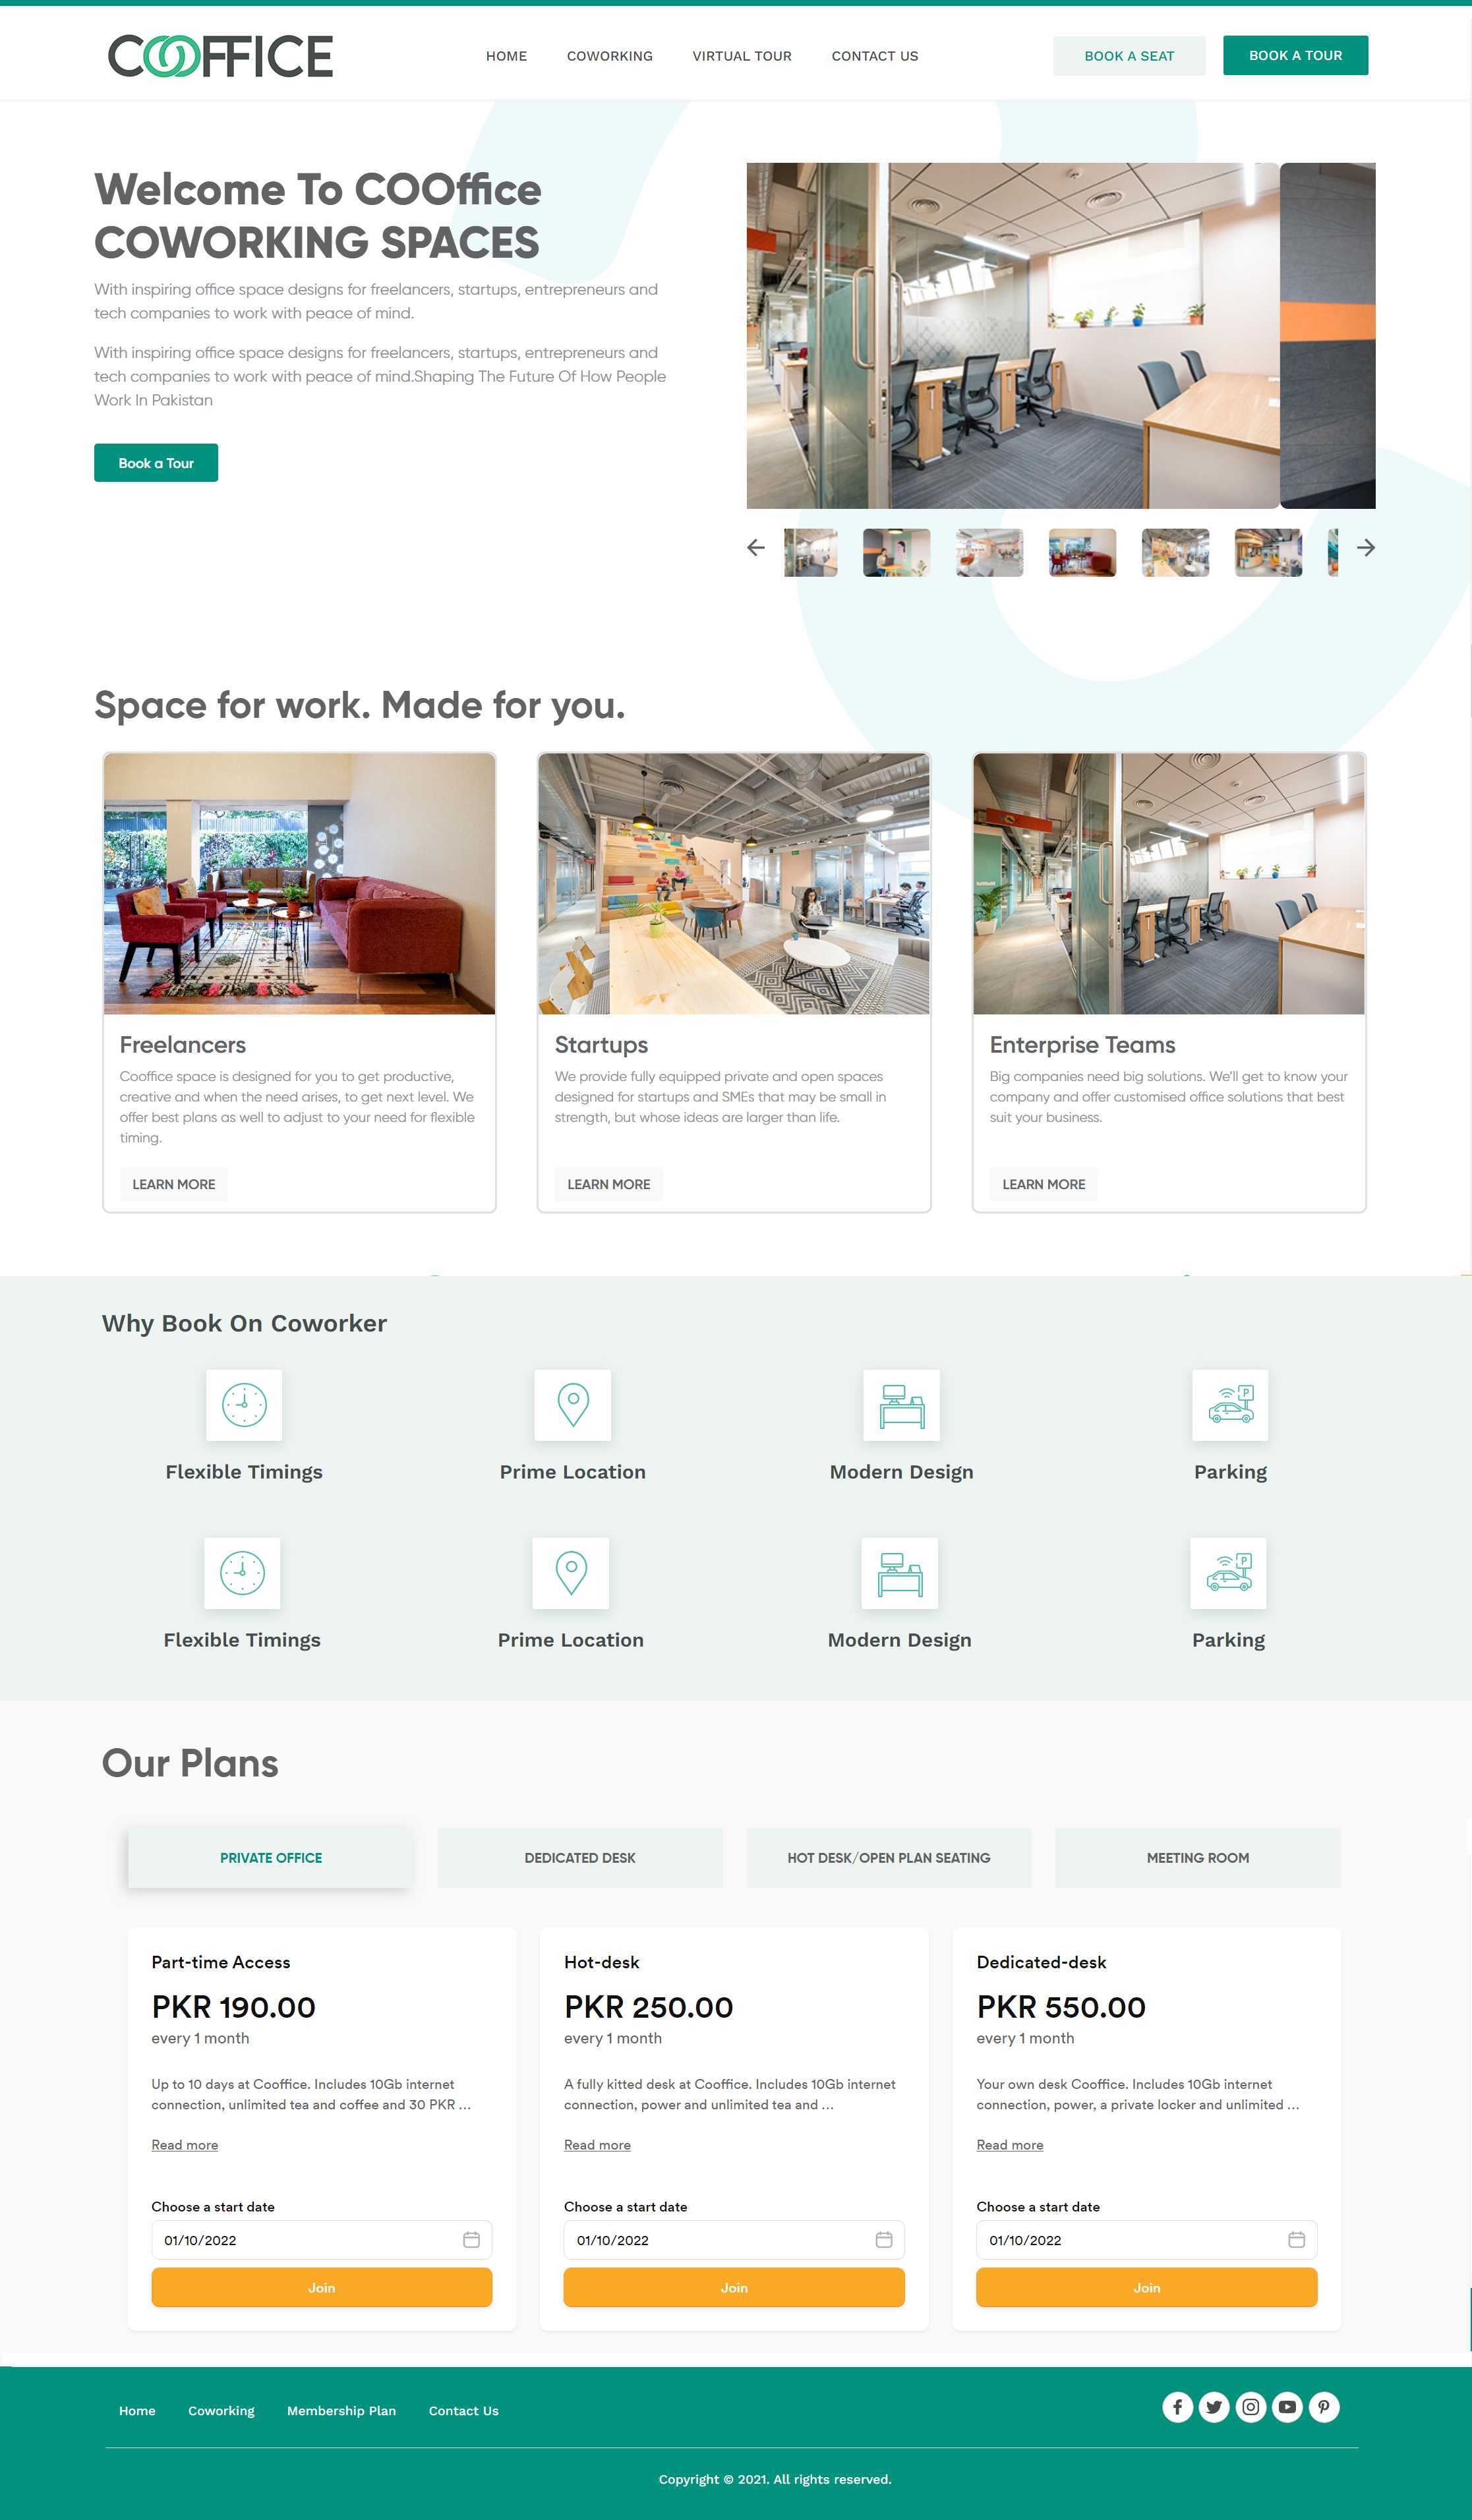 COOFFICE
HOME COWORKING VIRTUAL TOUR CONTACT US
BOOK A SEAT
BOOK A TOUR
Welcome To COOffice
COWORKING SPACES
With inspiring office space designs for freelancers, startups, entrepreneurs and
tech companies to work with peace of mind.
With inspiring office space designs for freelancers, startups, entrepreneurs and
tech companies to work with peace of mind.Shaping The Future Of How People
Work In Pakistan
Book a Tour
Space for work. Made for you.
Freelancers
Cooffice space is designed for you to get productive,
creative and when the need arises, to get next level. We
offer best plans as well to adjust to your need for flexible
timing.
LEARN MORE
Startups
We provide fully equipped private and open spaces
designed for startups and SMEs that may be small in
strength, but whose ideas are larger than life.
LEARN MORE
Enterprise Teams
Big companies need big solutions. We'll get to know your
company and offer customised office solutions that best
suit your business.
LEARN MORE
Why Book On Coworker
P
Flexible Timings Prime Location Modern Design Parking
P
Flexible Timings Prime Location Modern Design Parking
Our Plans
PRIVATE OFFICE DEDICATED DESK HOT DESK/OPEN PLAN SEATING MEETING ROOM
Part-time Access
PKR 190.00
every 1 month
Up to 10 days at Cooffice. Includes 10Gb internet
connection, unlimited tea and coffee and 30 PKR ...
Read more
Choose a start date
01/10/2022
Join
Hot-desk
PKR 250.00
every 1 month
A fully kitted desk at Cooffice. Includes 10Gb internet
connection, power and unlimited tea and ...
Read more
Choose a start date
01/10/2022
Join
Dedicated-desk
PKR 550.00
every 1 month
Your own desk Cooffice. Includes 10Gb internet
connection, power, a private locker and unlimited ...
Read more
Choose a start date
01/10/2022
Join
Home Coworking Membership Plan Contact Us
Copyright © 2021. All rights reserved.